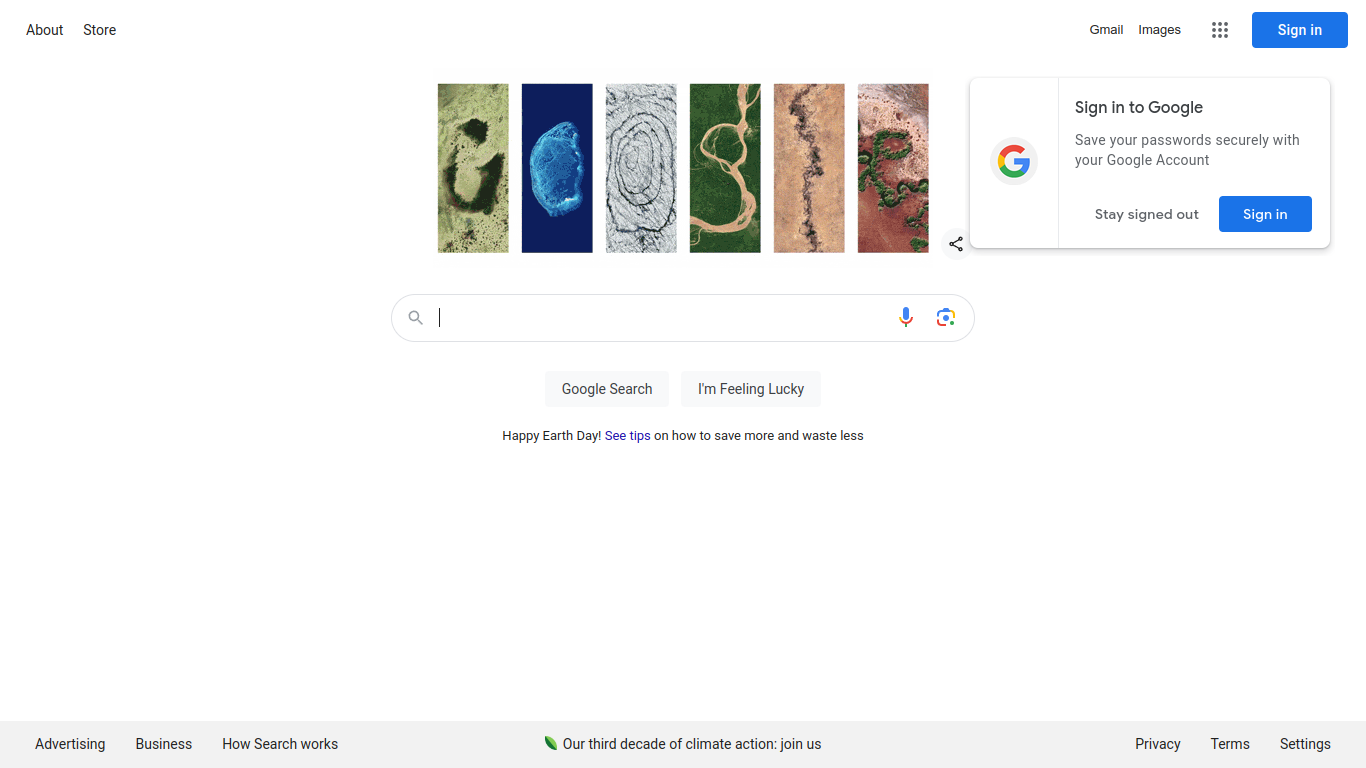 About Store Gmail Images Sign in
Sign in to Google
Save your passwords securely with
your Google Account
Stay signed out Sign in
Google Search I'm Feeling Lucky
Happy Earth Day! See tips on how to save more and waste less
Advertising Business How Search works Our third decade of climate action: join us Privacy Terms Settings